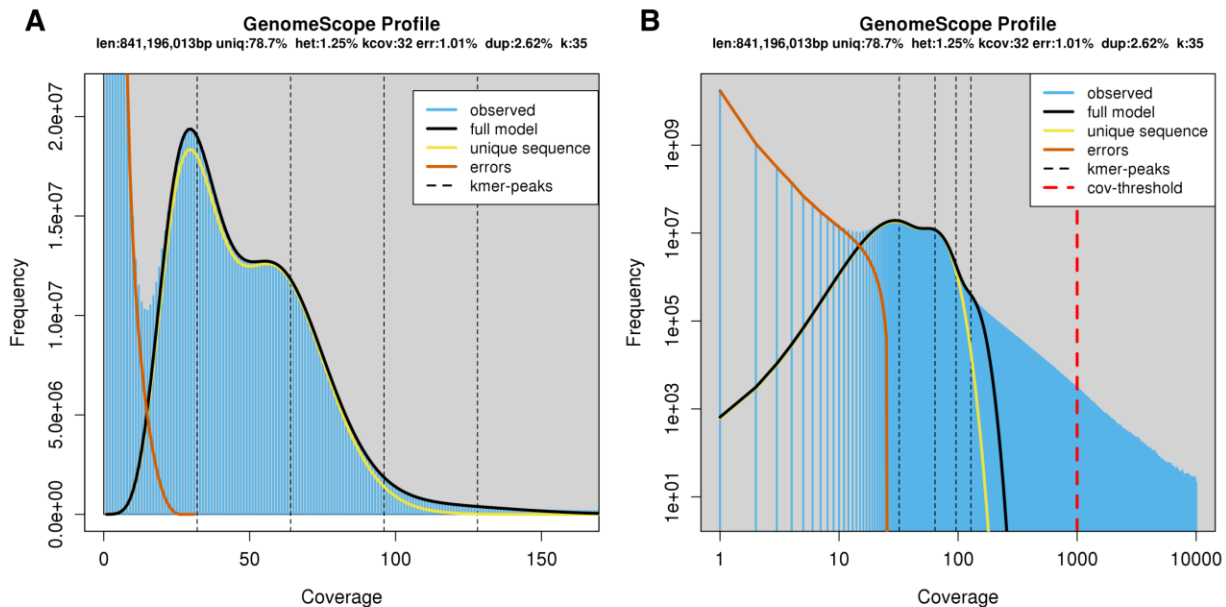 A
GenomeScope Profile
len:841,196,013bp uniq:78.7% het:1.25% kcov:32 err:1.01% dup:2.62% k:35
2.0e+07
1.5e+07
1.0e+07
5.0e+06
0.0e+00
Frequency
observed
full model
unique sequence
errors
kmer-peaks
0
50
100
150
Coverage
B
GenomeScope Profile
len:841,196,013bp uniq:78.7% het:1.25% kcov:32 err:1.01% dup:2.62% k:35
1e+09
1e+07
1e+05
1e+03
1e+01
Frequency
observed
full model
unique sequence
errors
kmer-peaks
cov-threshold
1
10
100
1000
10000
Coverage